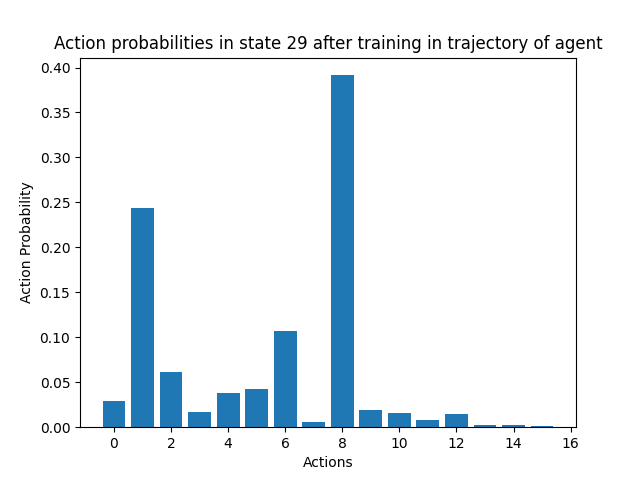 Action probabilities in state 29 after training in trajectory of agent
0.40
0.35
0.30
0.25
0.20
0.15
0.10
0.05
0.00
Action Probability
0 2 4 6 8 10 12 14 16
Actions